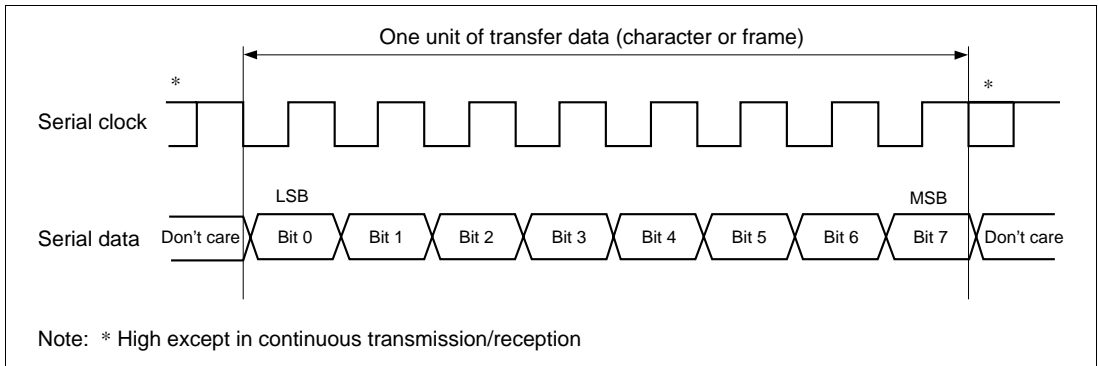 One unit of transfer data (character or frame)
* *
Serial clock
LSB MSB
Serial data Don't care Bit 0 Bit 1 Bit 2 Bit 3 Bit 4 Bit 5 Bit 6 Bit 7 Don't care
Note: * High except in continuous transmission/reception